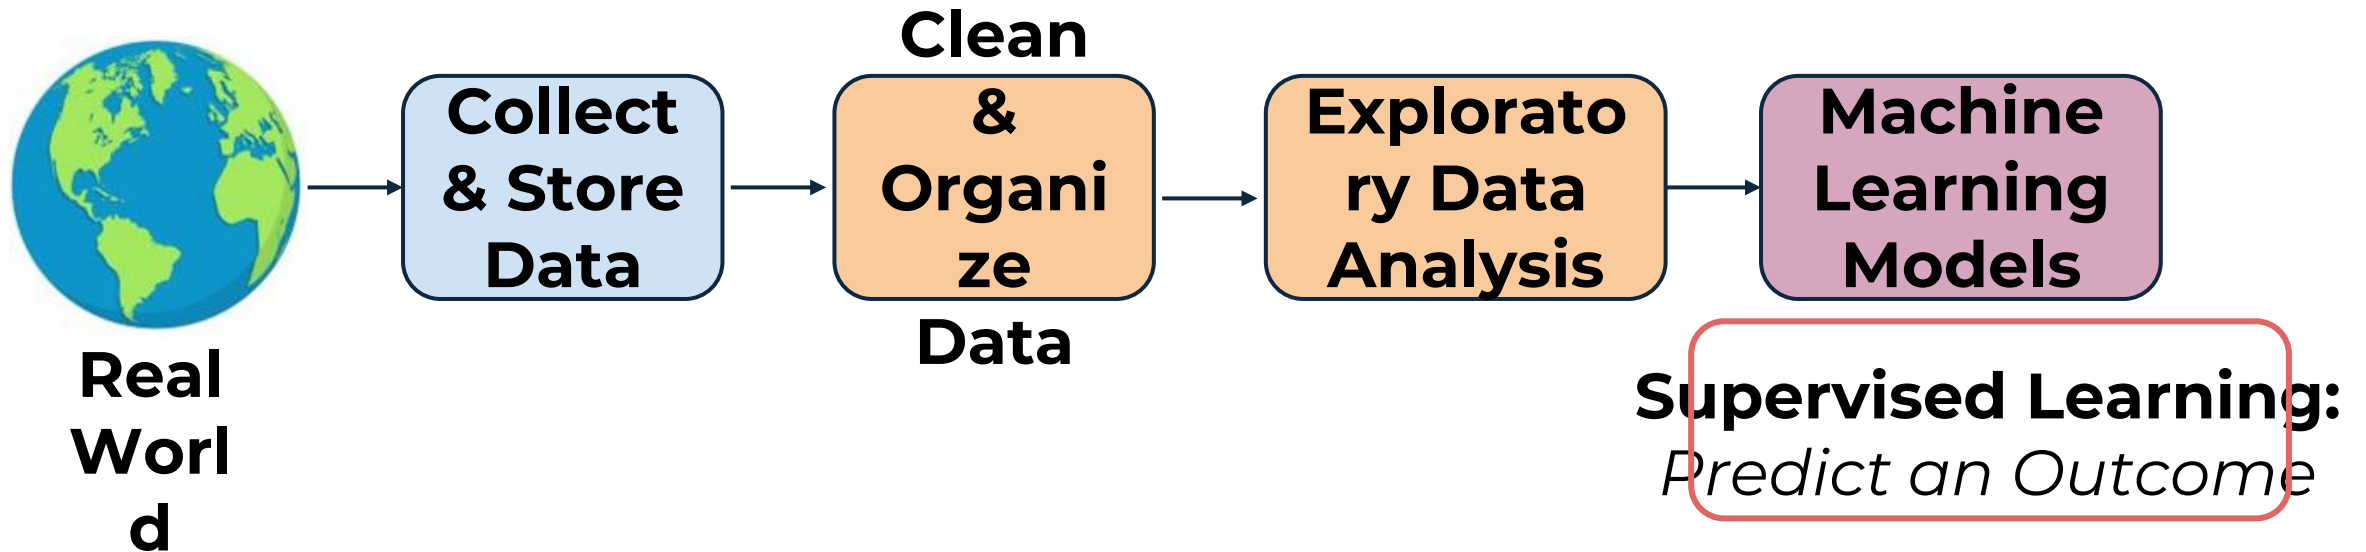 Real
Worl
d
Collect
& Store
Data
Clean
&
Organi
ze
Data
Explorato
ry Data
Analysis
Machine
Learning
Models
Supervised Learning:
Predict an Outcome